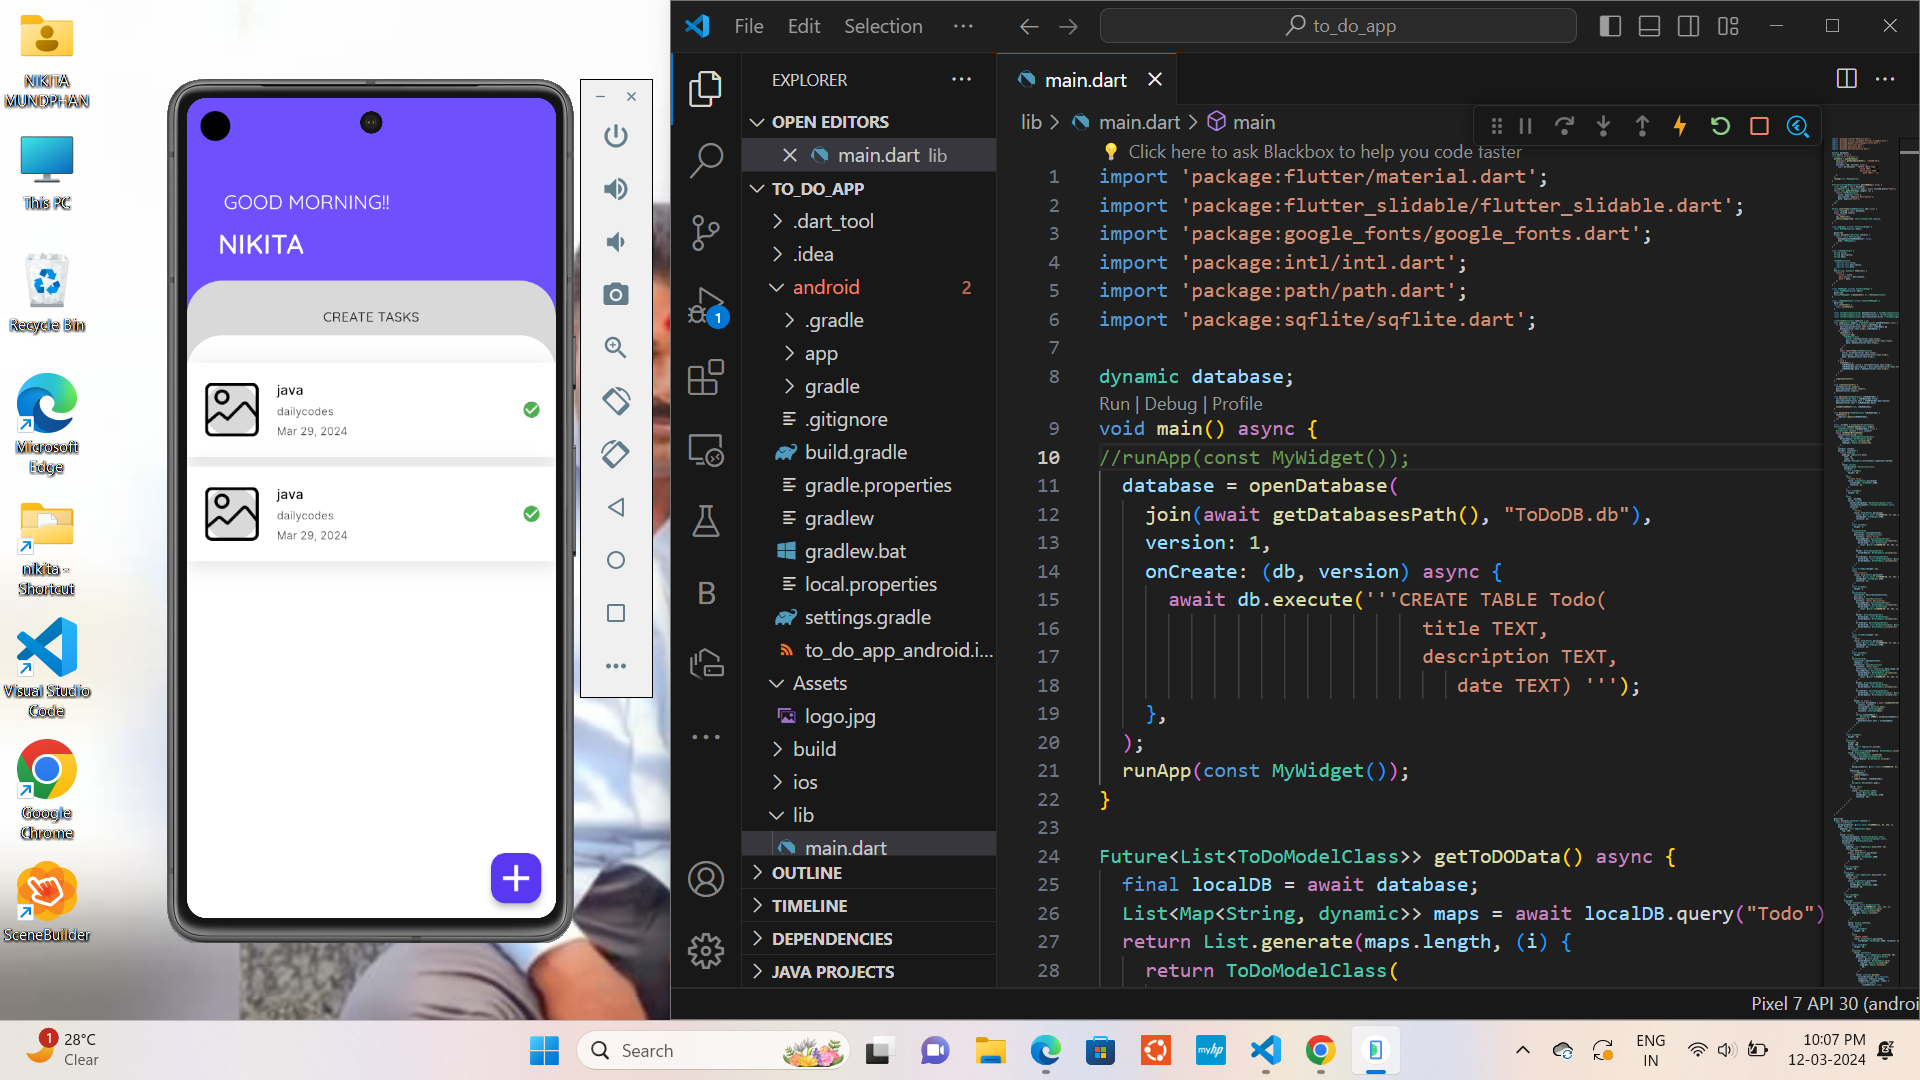 NIKITA
MUNDPHAN
This PC
Recycle Bin
Microsoft
Edge
nikita -
Shortcut
Visual Studio
Code
Google
Chrome
SceneBuilder
GOOD MORNING!!
NIKITA
CREATE TASKS
java
dailycodes
Mar 29, 2024
java
dailycodes
Mar 29, 2024
File Edit Selection
to_do_app
EXPLORER
OPEN EDITORS
main.dart lib
TO_DO_APP
.dart_tool
.idea
android 2
.gradle
app
gradle
.gitignore
build.gradle
gradle.properties
gradlew
gradlew.bat
local.properties
settings.gradle
to_do_app_android.i...
Assets
logo.jpg
build
ios
lib
main.dart
OUTLINE
TIMELINE
DEPENDENCIES
JAVA PROJECTS
1
B
main.dart
lib > main.dart > main
Click here to ask Blackbox to help you code faster
1 import 'package:flutter/material.dart';
2 import 'package:flutter_slidable/flutter_slidable.dart';
3 import 'package:google_fonts/google_fonts.dart';
4 import 'package:intl/intl.dart';
5 import 'package:path/path.dart';
6 import 'package:sqflite/sqflite.dart';
7
8 dynamic database;
Run | Debug | Profile
9 void main() async {
10 //runApp(const MyWidget());
11 database = openDatabase(
12 join(await getDatabasesPath(), "ToDoDB.db"),
13 version: 1,
14 onCreate: (db, version) async {
15 await db.execute('''CREATE TABLE Todo(
16 title TEXT,
17 description TEXT,
18 date TEXT) ''');
19 },
20 );
21 runApp(const MyWidget());
22 }
23
24 Future<List<ToDoModelClass>> getToDOData() async {
25 final localDB = await database;
26 List<Map<String, dynamic>> maps = await localDB.query("Todo")
27 return List.generate(maps.length, (i) {
28 return ToDoModelClass(
Pixel 7 API 30 (androi
1
28°C
Clear
Search
myhp
ENG
IN
10:07 PM
12-03-2024